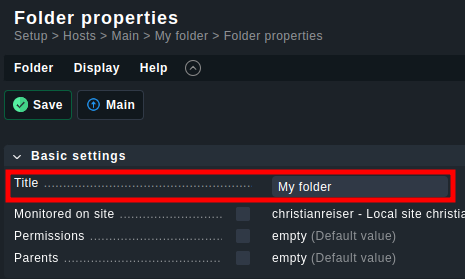 Folder properties
Setup > Hosts > Main > My folder > Folder properties
Folder Display Help
Save Main
Basic settings
Title My folder
Monitored on site christianreiser - Local site christia
Permissions empty (Default value)
Parents empty (Default value)